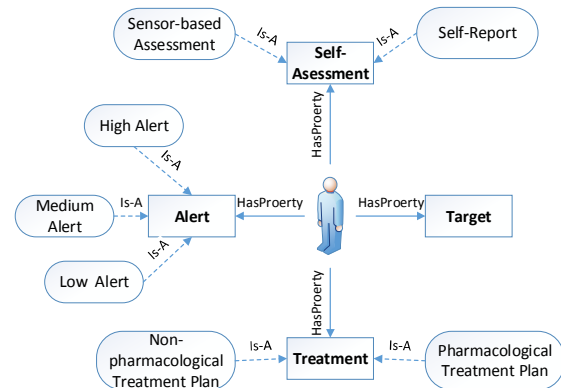 Sensor-based
Assessment
Is-A
Self-
Asessment
Is-A
Self-Report
HasProerty
High Alert
Is-A
Medium
Alert
Is-A
Alert
HasProerty
HasProerty
Target
Is-A
Low Alert
HasProerty
Non-
pharmacological
Treatment Plan
Is-A
Treatment
Is-A
Pharmacological
Treatment Plan